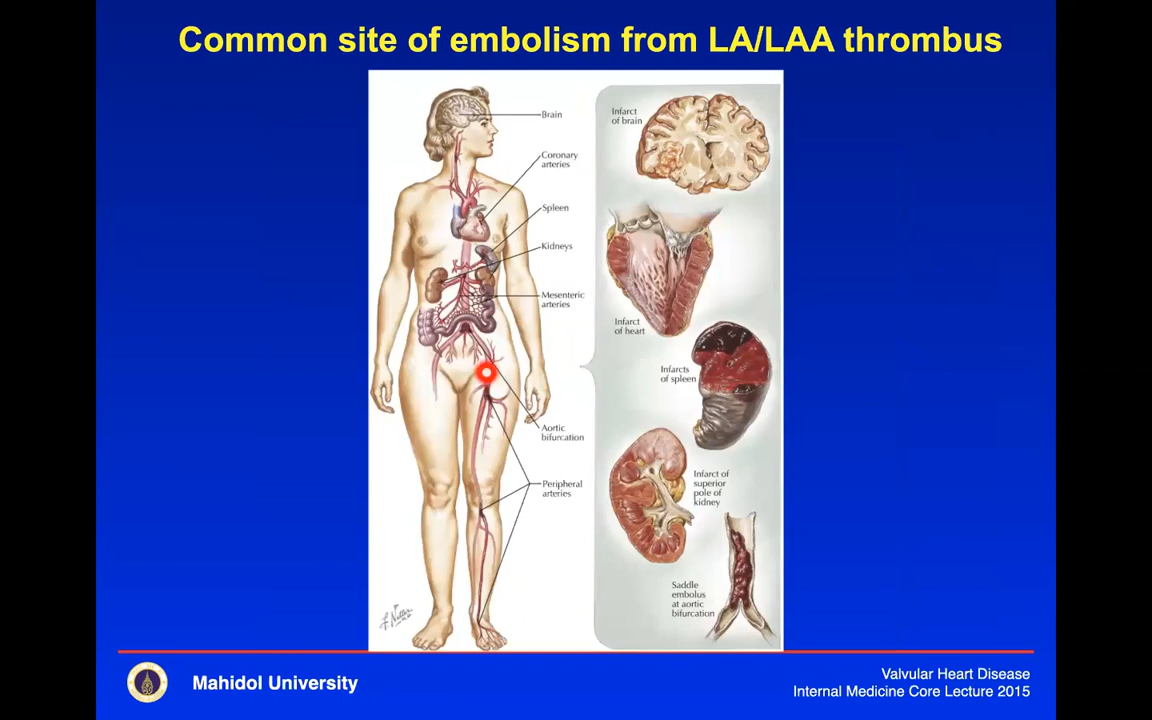 Common site of embolism from LA/LAA thrombus
Brain
Coronary
arteries
Spleen
Kidneys
Mesenteric
arteries
Aortic
bifurcation
Peripheral
arteries
Infarct
of brain
Infarct
of heart
Infarcts
of spleen
Infarct of
superior
pole of
kidney
Saddle
embolus
at aortic
bifurcation
Mahidol University
Valvular Heart Disease
Internal Medicine Core Lecture 2015